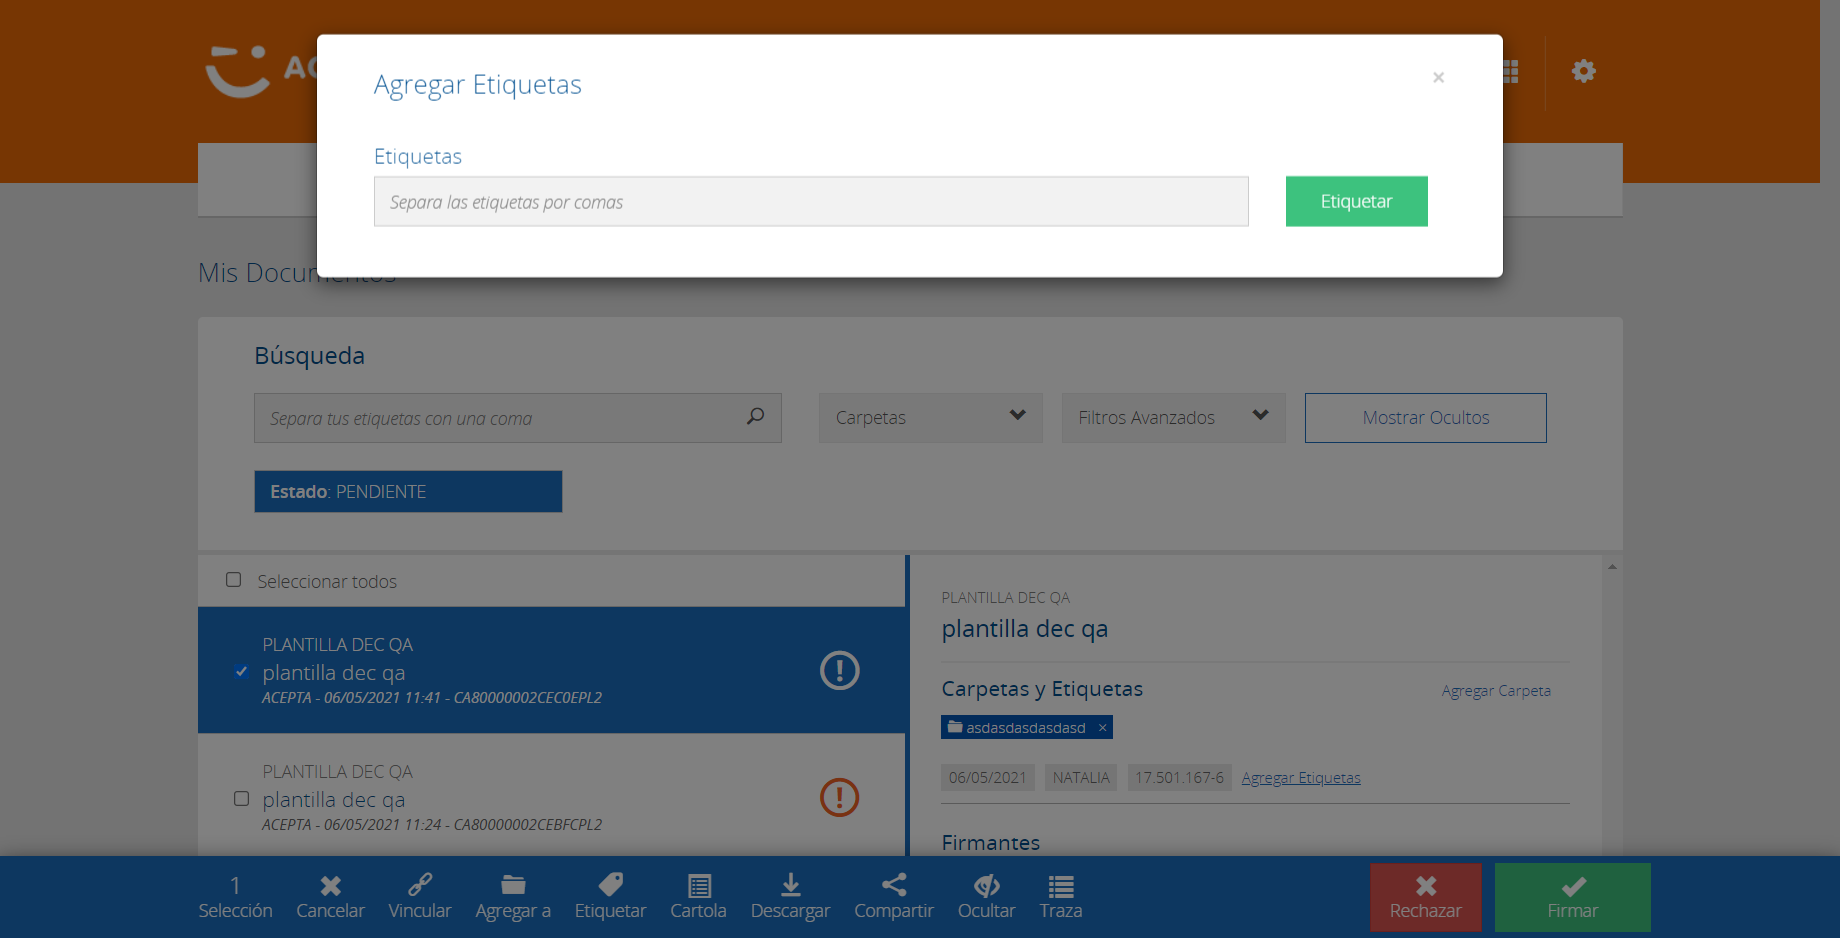 Agregar Etiquetas
×
Etiquetas
Separa las etiquetas por comas
Etiquetar
Búsqueda
Separa tus etiquetas con una coma
Carpetas
Filtros Avanzados
Mostrar Ocultos
Estado: PENDIENTE
Seleccionar todos
PLANTILLA DEC QA
plantilla dec qa
ACEPTA - 06/05/2021 11:41 - CA80000002CEC0EPL2
PLANTILLA DEC QA
plantilla dec qa
ACEPTA - 06/05/2021 11:24 - CA80000002CEBFCPL2
PLANTILLA DEC QA
plantilla dec qa
Carpetas y Etiquetas
Agregar Carpeta
asdasdasdasdasd ×
06/05/2021 NATALIA 17.501.167-6 Agregar Etiquetas
Firmantes
1
Selección
Cancelar
Vincular
Agregar a
Etiquetar
Cartola
Descargar
Compartir
Ocultar
Traza
Rechazar
Firmar